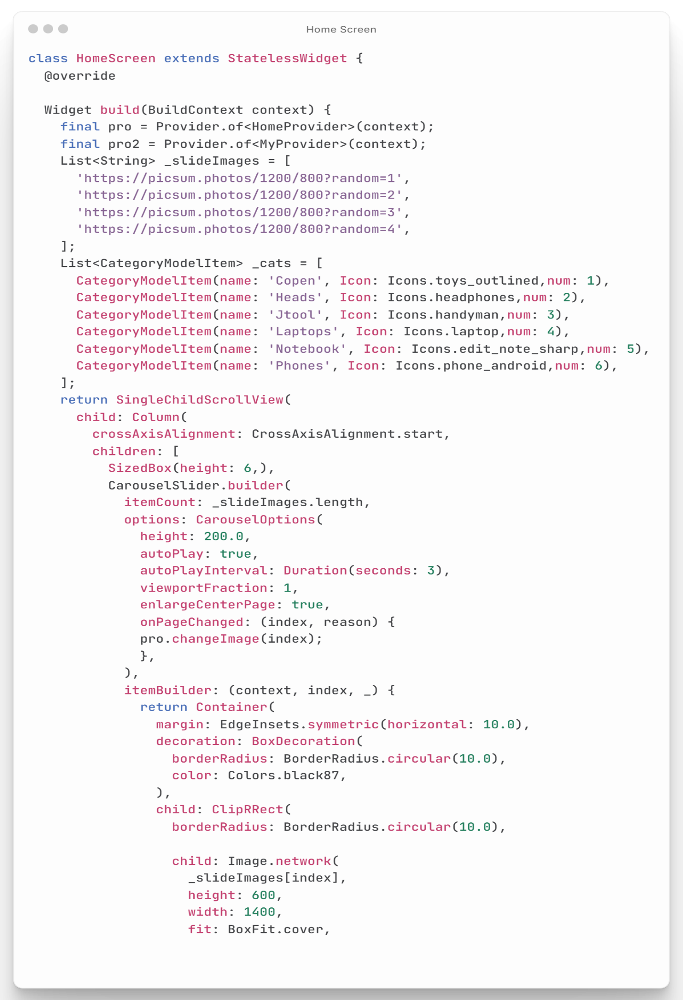 Home Screen
class HomeScreen extends StatelessWidget {
  @override

  Widget build(BuildContext context) {
    final pro = Provider.of<HomeProvider>(context);
    final pro2 = Provider.of<MyProvider>(context);
    List<String> _slideImages = [
      'https://picsum.photos/1200/800?random=1',
      'https://picsum.photos/1200/800?random=2',
      'https://picsum.photos/1200/800?random=3',
      'https://picsum.photos/1200/800?random=4',
    ];
    List<CategoryModelItem> _cats = [
      CategoryModelItem(name: 'Copen', Icon: Icons.toys_outlined,num: 1),
      CategoryModelItem(name: 'Heads', Icon: Icons.headphones,num: 2),
      CategoryModelItem(name: 'Jtool', Icon: Icons.handyman,num: 3),
      CategoryModelItem(name: 'Laptops', Icon: Icons.laptop,num: 4),
      CategoryModelItem(name: 'Notebook', Icon: Icons.edit_note_sharp,num: 5),
      CategoryModelItem(name: 'Phones', Icon: Icons.phone_android,num: 6),
    ];
    return SingleChildScrollView(
      child: Column(
        crossAxisAlignment: CrossAxisAlignment.start,
        children: [
          SizedBox(height: 6,),
          CarouselSlider.builder(
            itemCount: _slideImages.length,
            options: CarouselOptions(
              height: 200.0,
              autoPlay: true,
              autoPlayInterval: Duration(seconds: 3),
              viewportFraction: 1,
              enlargeCenterPage: true,
              onPageChanged: (index, reason) {
              pro.changeImage(index);
              },
            ),
            itemBuilder: (context, index, _) {
              return Container(
                margin: EdgeInsets.symmetric(horizontal: 10.0),
                decoration: BoxDecoration(
                  borderRadius: BorderRadius.circular(10.0),
                  color: Colors.black87,
                ),
                child: ClipRRect(
                  borderRadius: BorderRadius.circular(10.0),

                  child: Image.network(
                    _slideImages[index],
                    height: 600,
                    width: 1400,
                    fit: BoxFit.cover,